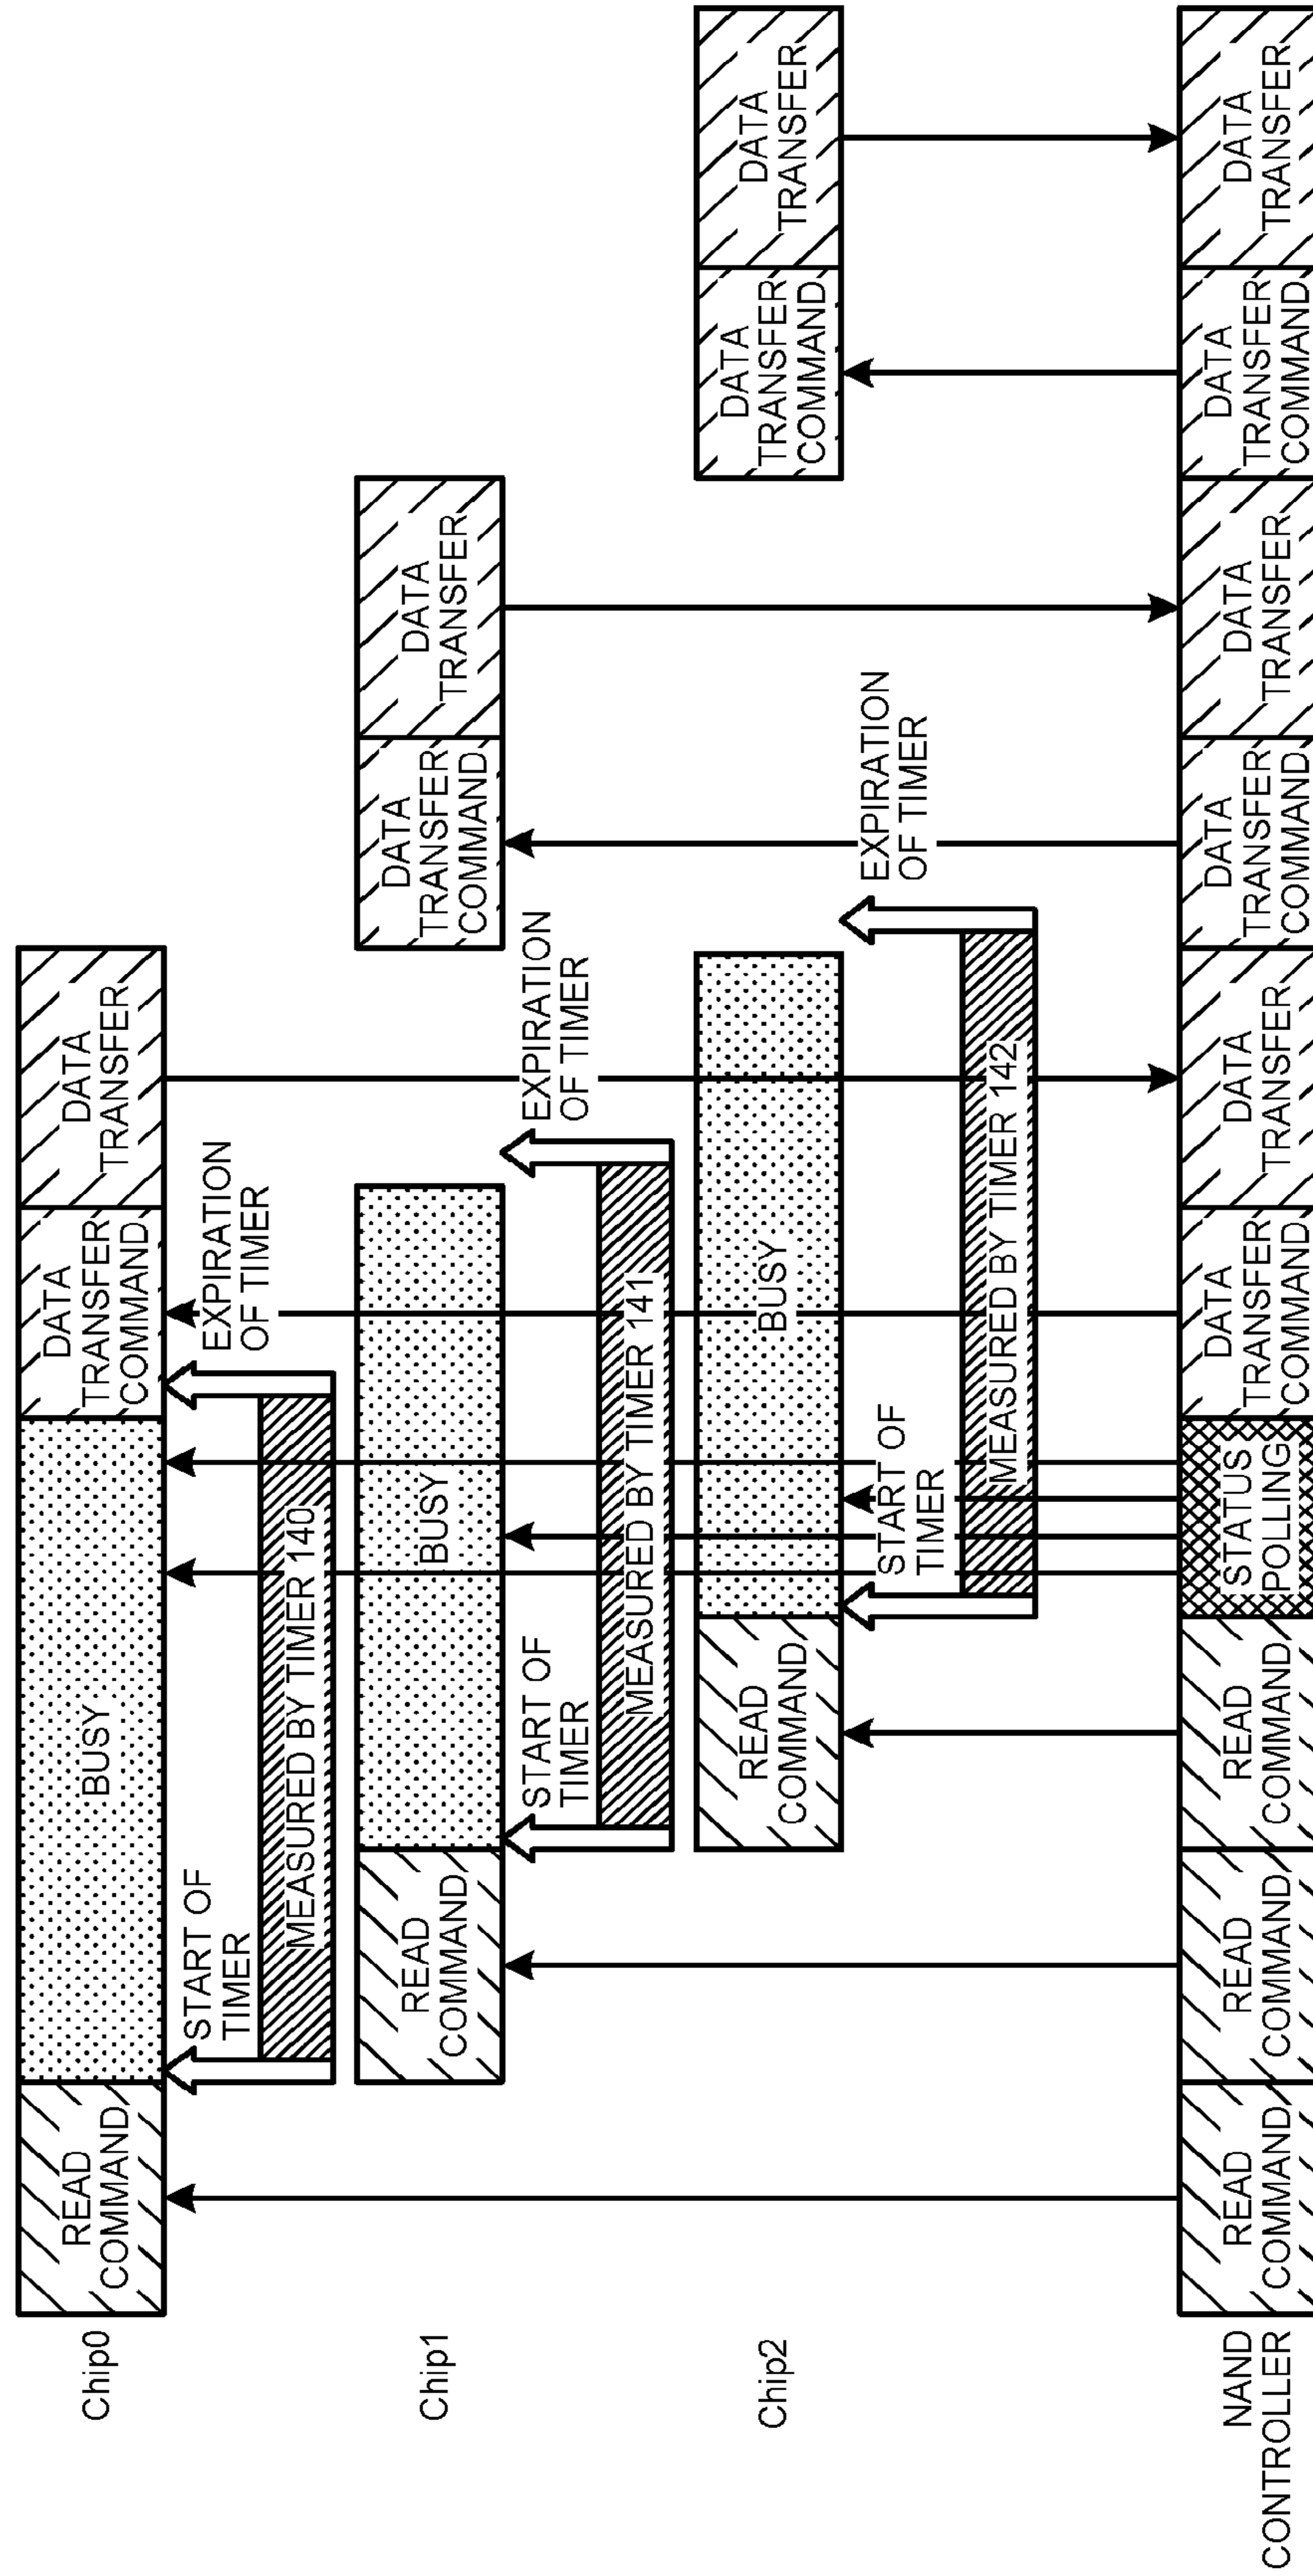 Chip0
READ
COMMAND
BUSY
DATA
TRANSFER
COMMAND
DATA
TRANSFER
START OF
TIMER
EXPIRATION
OF TIMER
MEASURED BY TIMER 140
Chip1
READ
COMMAND
BUSY
DATA
TRANSFER
COMMAND
DATA
TRANSFER
START OF
TIMER
EXPIRATION
OF TIMER
MEASURED BY TIMER 141
Chip2
READ
COMMAND
BUSY
DATA
TRANSFER
COMMAND
DATA
TRANSFER
START OF
TIMER
EXPIRATION
OF TIMER
MEASURED BY TIMER 142
NAND
CONTROLLER
READ
COMMAND
READ
COMMAND
READ
COMMAND
STATUS
POLLING
DATA
TRANSFER
COMMAND
DATA
TRANSFER
DATA
TRANSFER
COMMAND
DATA
TRANSFER
DATA
TRANSFER
COMMAND
DATA
TRANSFER